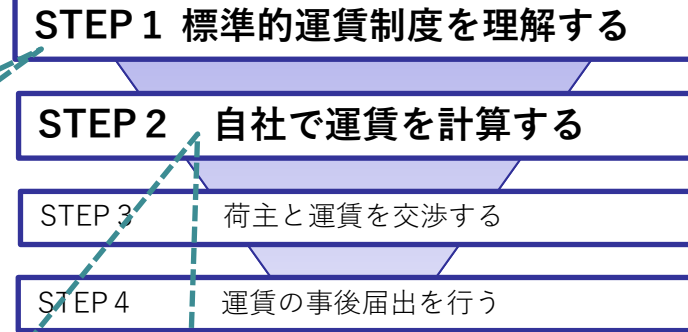 STEP１ 標準的運賃制度を理解する
STEP２ 自社で運賃を計算する
STEP３ 荷主と運賃を交渉する
STEP４ 運賃の事後届出を行う